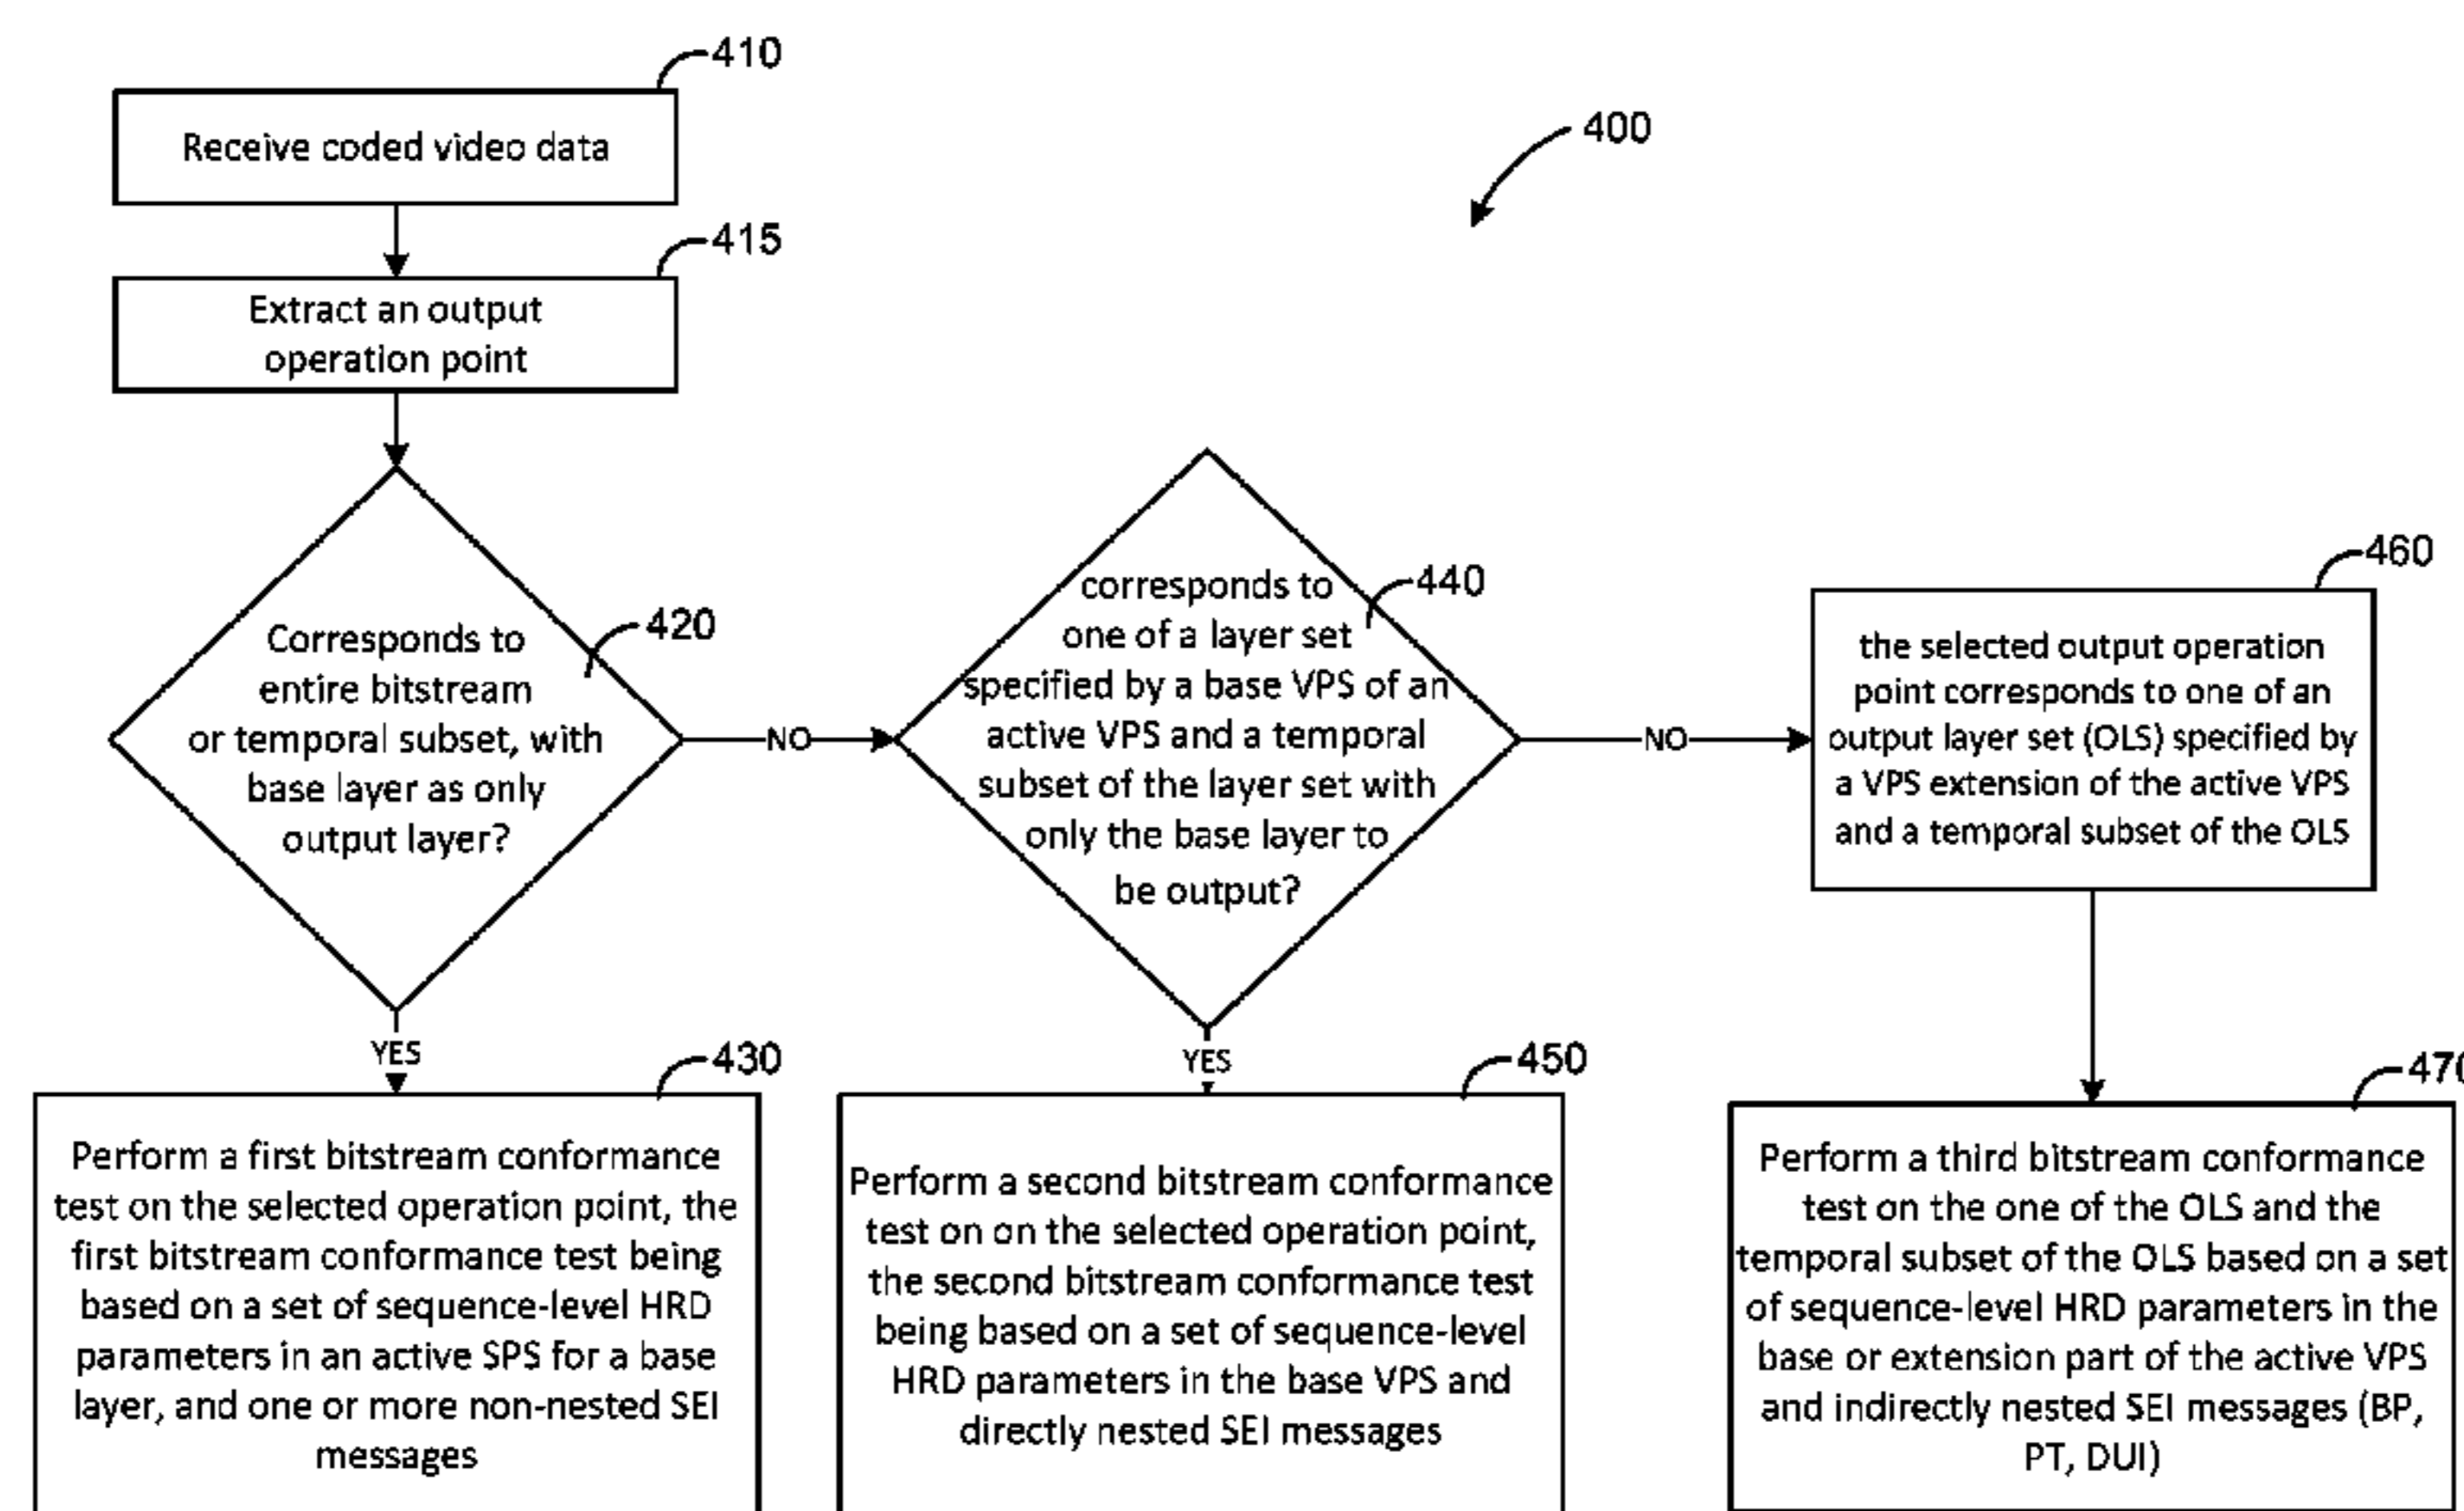 410
Receive coded video data
400
415
Extract an output
operation point
420
Corresponds to
entire bitstream
or temporal subset, with
base layer as only
output layer?
NO
440
corresponds to
one of a layer set
specified by a base VPS of an
active VPS and a temporal
subset of the layer set with
only the base layer to
be output?
NO
460
the selected output operation
point corresponds to one of an
output layer set (OLS) specified by
a VPS extension of the active VPS
and a temporal subset of the OLS
YES
430
Perform a first bitstream conformance
test on the selected operation point, the
first bitstream conformance test being
based on a set of sequence-level HRD
parameters in an active SPS for a base
layer, and one or more non-nested SEI
messages
YES
450
Perform a second bitstream conformance
test on on the selected operation point,
the second bitstream conformance test
being based on a set of sequence-level
HRD parameters in the base VPS and
directly nested SEI messages
470
Perform a third bitstream conformance
test on the one of the OLS and the
temporal subset of the OLS based on a set
of sequence-level HRD parameters in the
base or extension part of the active VPS
and indirectly nested SEI messages (BP,
PT, DUI)